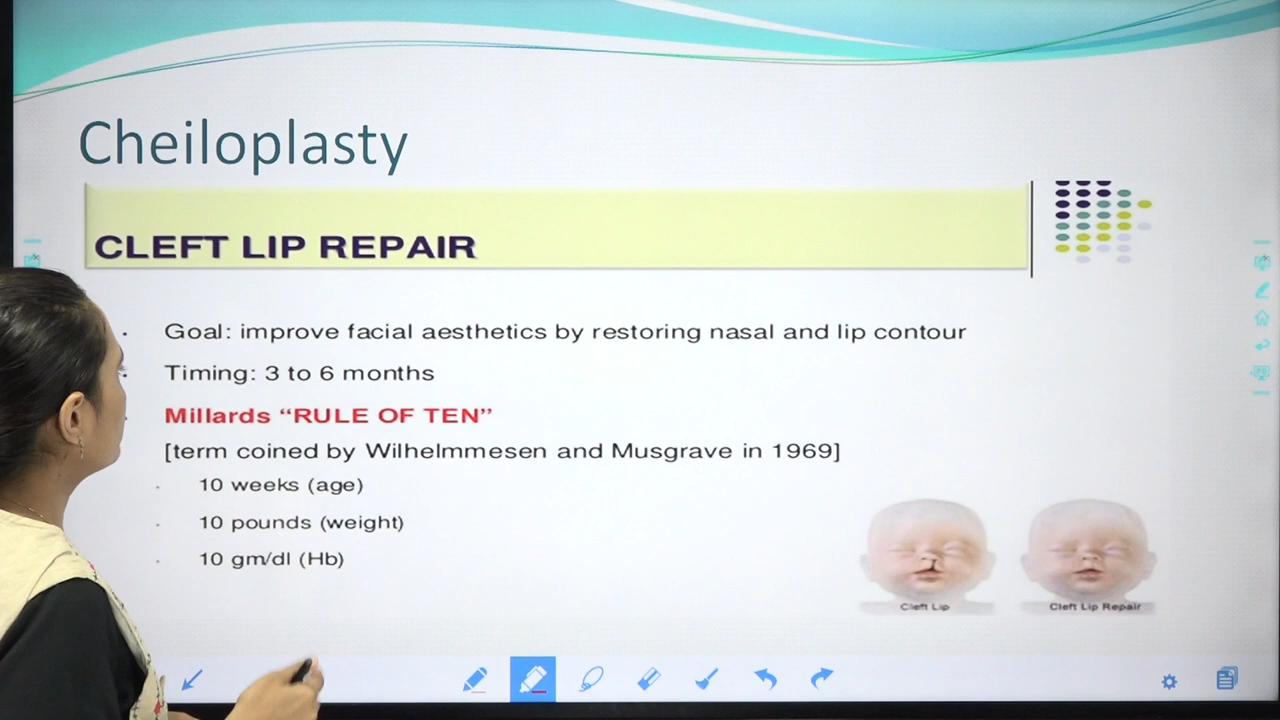 Cheiloplasty
CLEFT LIP REPAIR
Goal: improve facial aesthetics by restoring nasal and lip contour
Timing: 3 to 6 months
Millards “RULE OF TEN”
[term coined by Wilhelmmesen and Musgrave in 1969]
10 weeks (age)
10 pounds (weight)
10 gm/dl (Hb)
Cleft Lip
Cleft Lip Repair